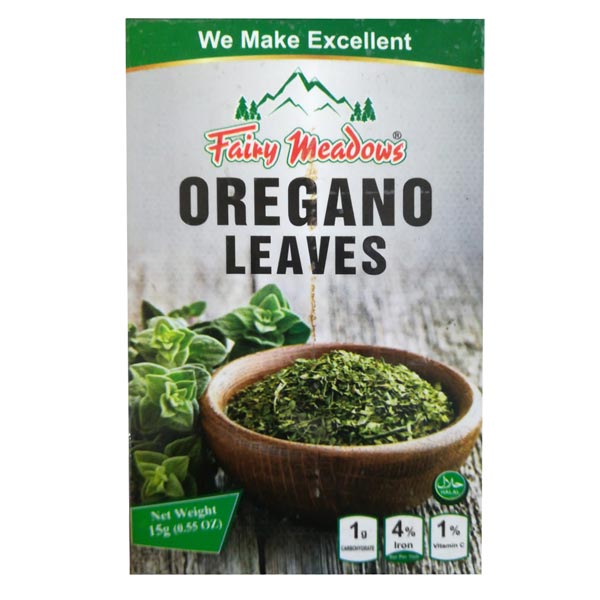 We Make Excellent
Fairy Meadows®
OREGANO
LEAVES
Net Weight
15g (0.55 OZ)
حلال
HALAL
1g
CARBOHYDRATE
4%
Iron
1%
Vitamin C